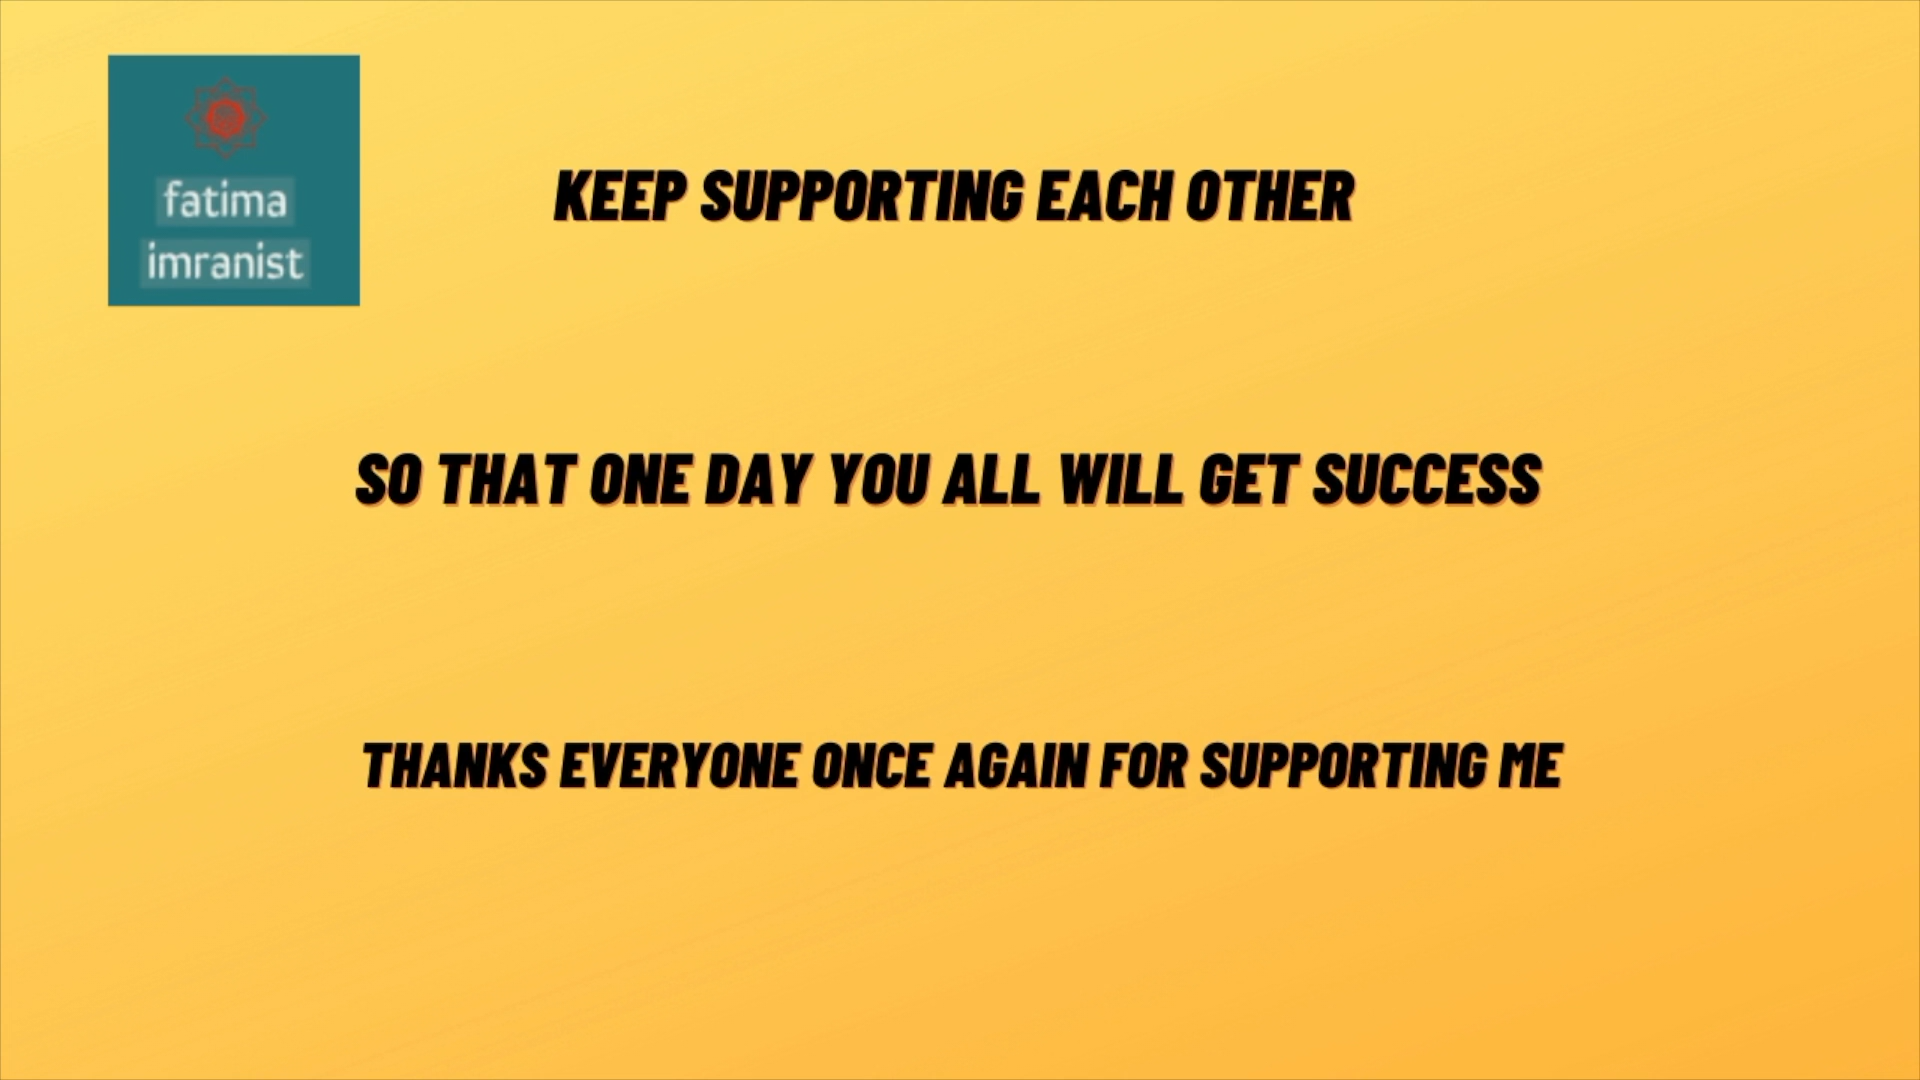 fatima
imranist
KEEP SUPPORTING EACH OTHER
SO THAT ONE DAY YOU ALL WILL GET SUCCESS
THANKS EVERYONE ONCE AGAIN FOR SUPPORTING ME